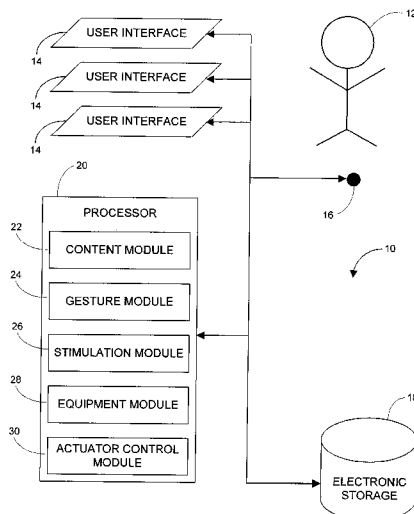 14
USER INTERFACE
14
USER INTERFACE
14
USER INTERFACE
12
16
10
20
PROCESSOR
22
CONTENT MODULE
24
GESTURE MODULE
26
STIMULATION MODULE
28
EQUIPMENT MODULE
30
ACTUATOR CONTROL
MODULE
18
ELECTRONIC
STORAGE